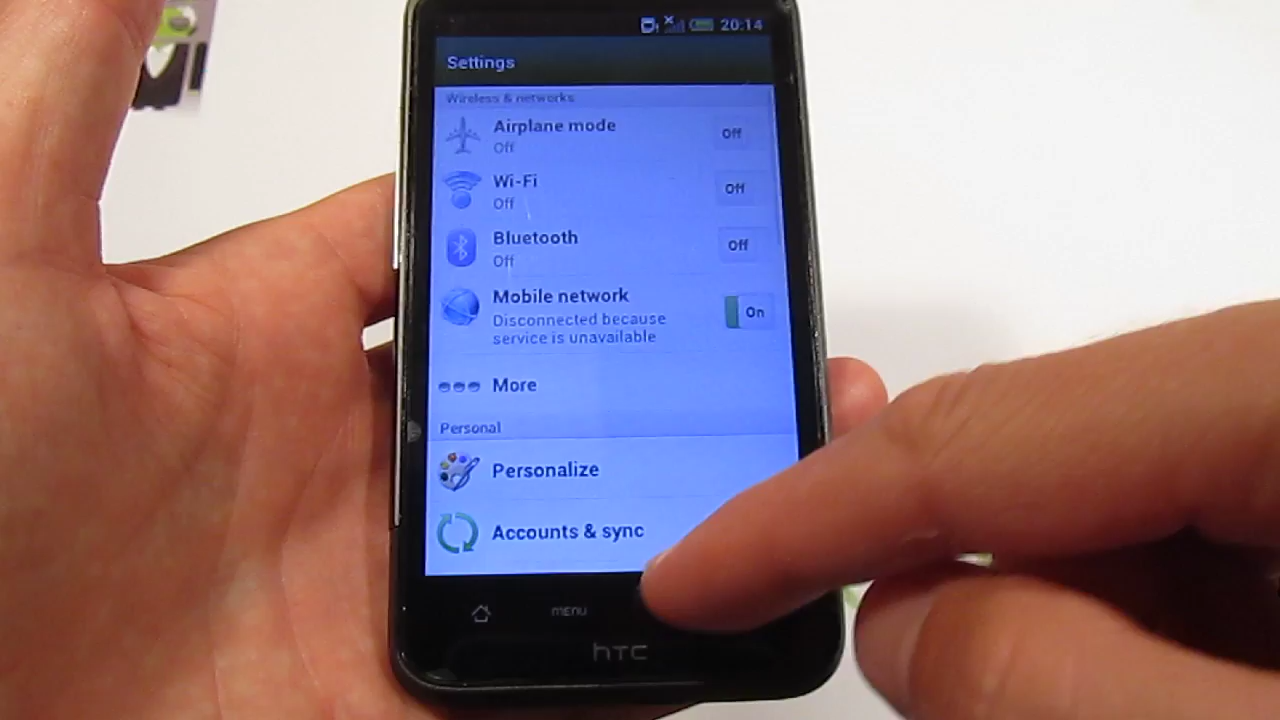 20:14
Settings
Wireless & networks
Airplane mode
Off
Off
Wi-Fi
Off
Off
Bluetooth
Off
Off
Mobile network
Disconnected because
service is unavailable
On
More
Personal
Personalize
Accounts & sync
MENU
hTC